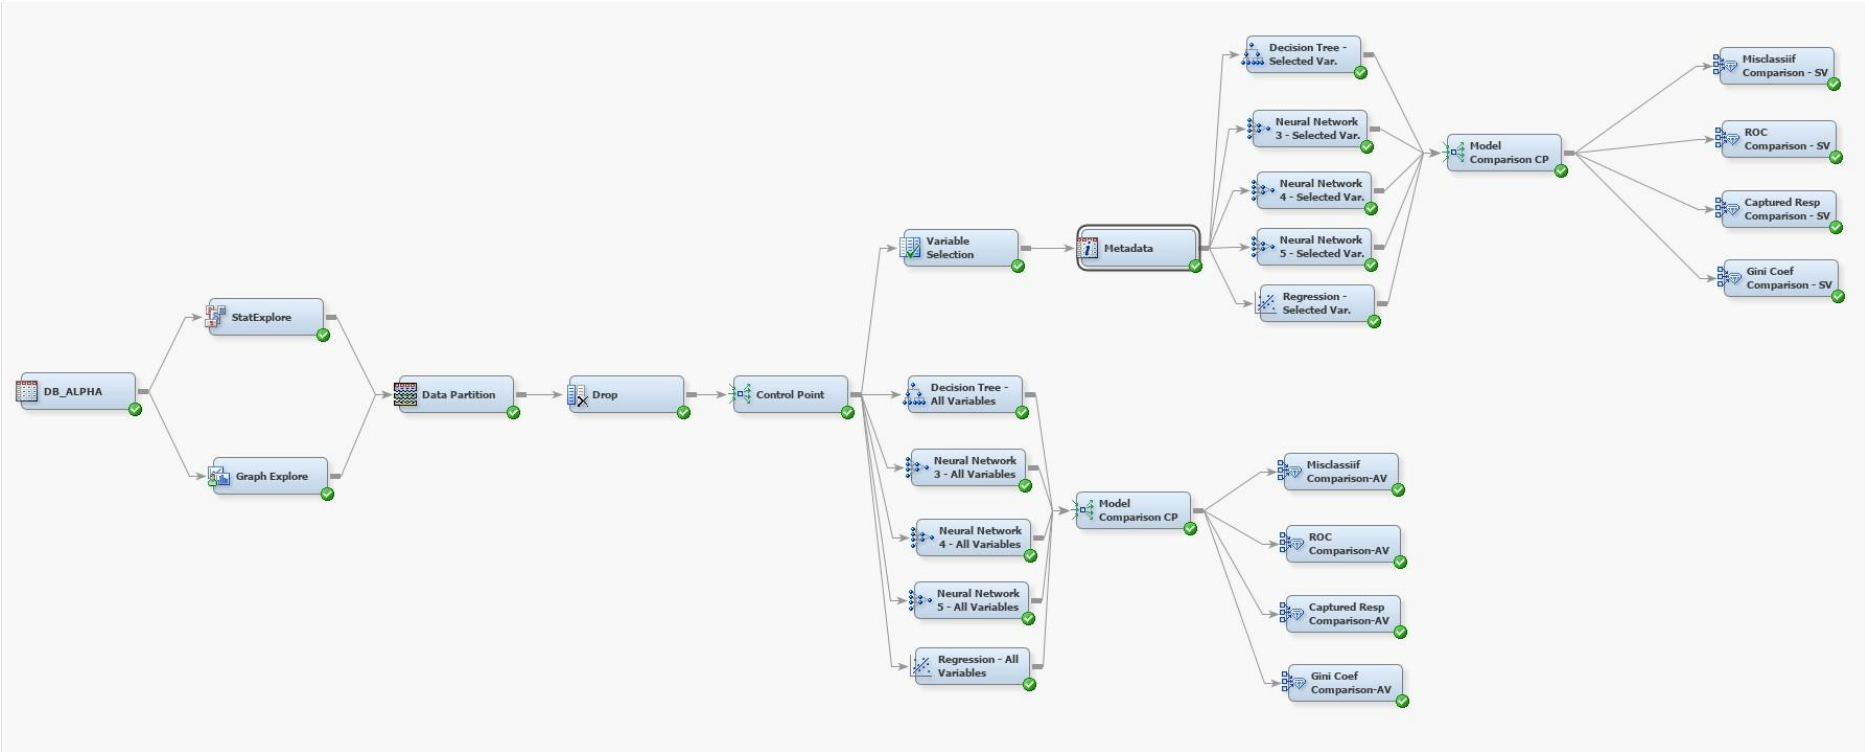 DB_ALPHA
StatExplore
Graph Explore
Data Partition
Drop
Control Point
Variable
Selection
Metadata
Decision Tree -
Selected Var.
Neural Network
3 - Selected Var.
Neural Network
4 - Selected Var.
Neural Network
5 - Selected Var.
Regression -
Selected Var.
Model
Comparison CP
Misclassiif
Comparison - SV
ROC
Comparison - SV
Captured Resp
Comparison - SV
Gini Coef
Comparison - SV
Decision Tree -
All Variables
Neural Network
3 - All Variables
Neural Network
4 - All Variables
Neural Network
5 - All Variables
Regression - All
Variables
Model
Comparison CP
Misclassiif
Comparison-AV
ROC
Comparison-AV
Captured Resp
Comparison-AV
Gini Coef
Comparison-AV